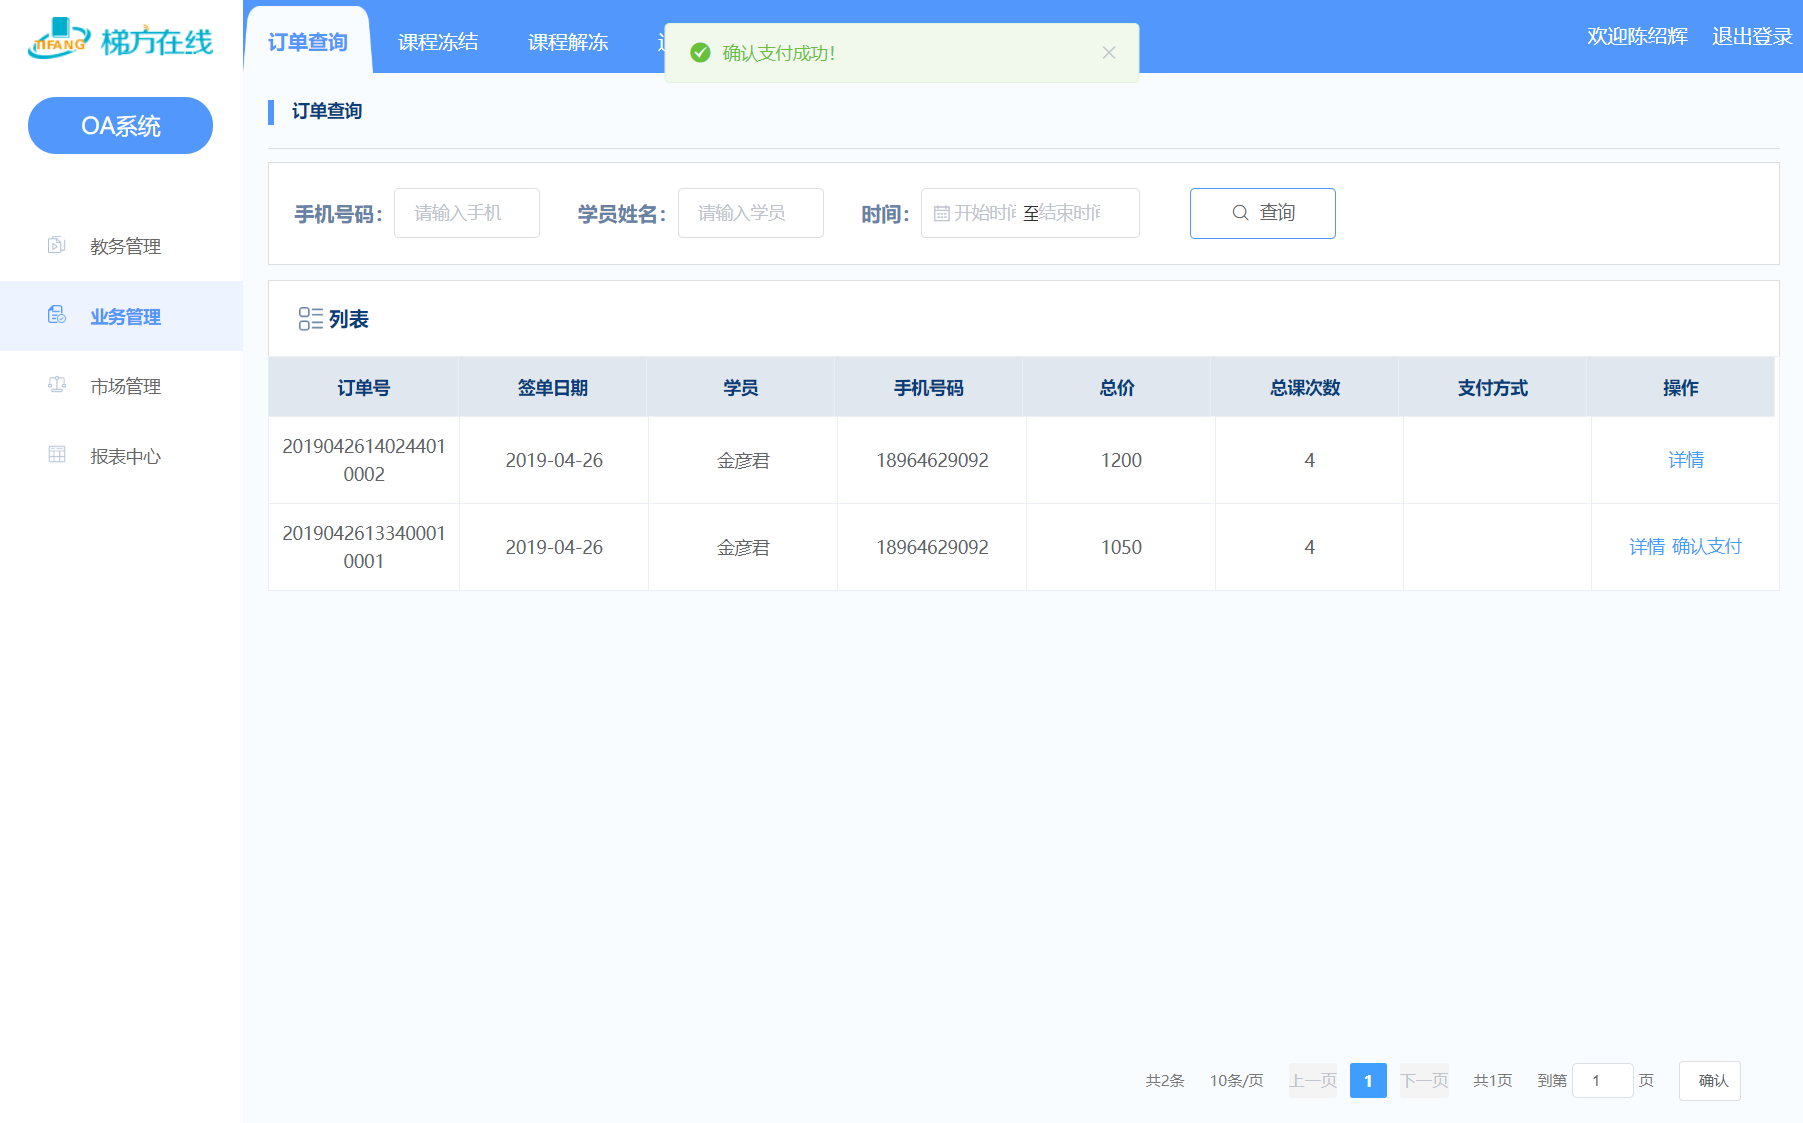 TIFANG 梯方在线
订单查询 课程冻结 课程解冻
确认支付成功!
欢迎陈绍辉 退出登录
OA系统
教务管理
业务管理
市场管理
报表中心
订单查询
手机号码: 请输入手机 学员姓名: 请输入学员 时间: 开始时间 至 结束时间 查询
列表
订单号 签单日期 学员 手机号码 总价 总课次数 支付方式 操作
2019042614024401
0002 2019-04-26 金彦君 18964629092 1200 4 详情
2019042613340001
0001 2019-04-26 金彦君 18964629092 1050 4 详情 确认支付
共2条 10条/页 上一页 1 下一页 共1页 到第 1 页 确认